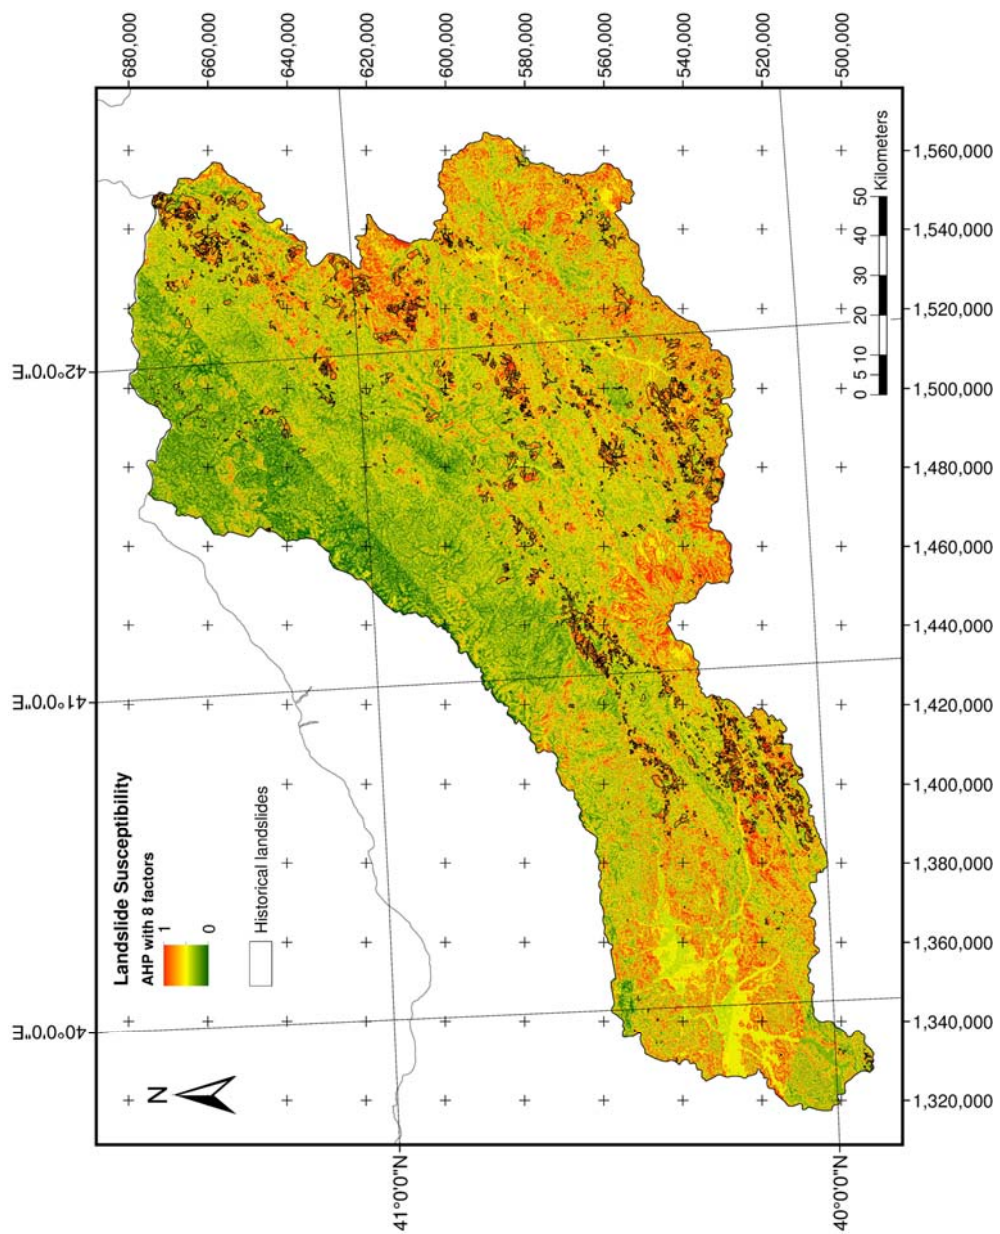 680,000
660,000
640,000
620,000
600,000
580,000
560,000
540,000
520,000
500,000
42°0'0"E
41°0'0"E
40°0'0"E
41°0'0"N
40°0'0"N
1,560,000
1,540,000
1,520,000
1,500,000
1,480,000
1,460,000
1,440,000
1,420,000
1,400,000
1,380,000
1,360,000
1,340,000
1,320,000
N
Landslide Susceptibility
AHP with 8 factors
1
0
Historical landslides
0 5 10 20 30 40 50
Kilometers